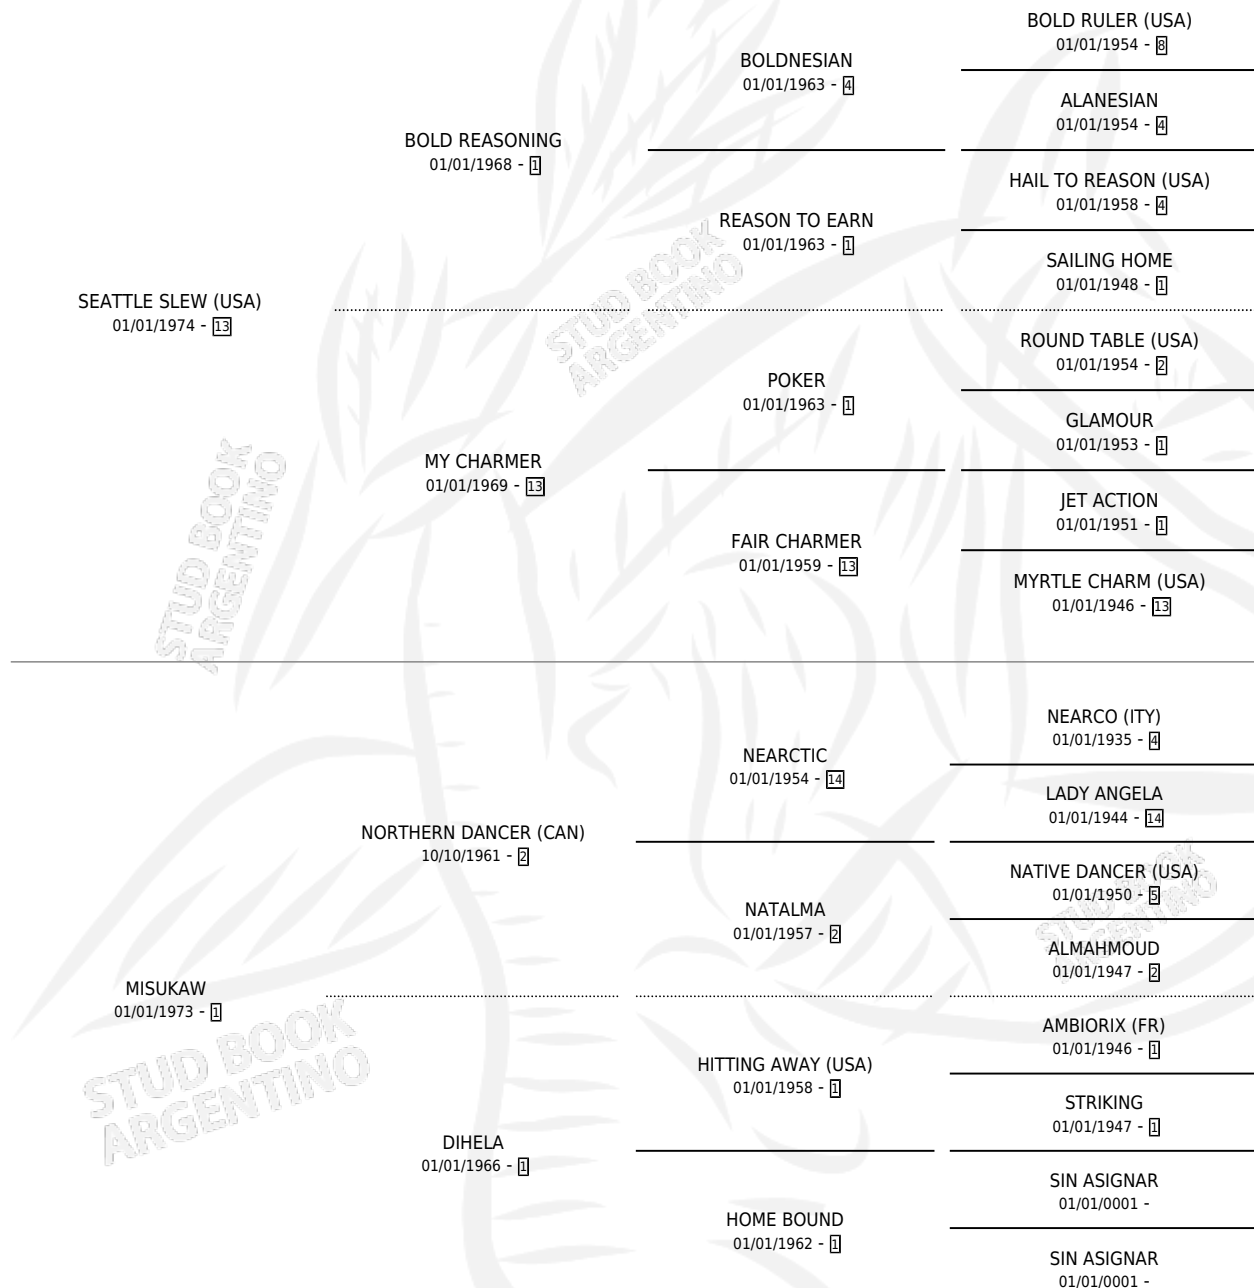 BOLD RULER (USA)
01/01/1954 - 8
BOLDNESIAN
01/01/1963 - 4
ALANESIAN
01/01/1954 - 4
BOLD REASONING
01/01/1968 - 1
HAIL TO REASON (USA)
01/01/1958 - 4
REASON TO EARN
01/01/1963 - 1
SAILING HOME
01/01/1948 - 1
SEATTLE SLEW (USA)
01/01/1974 - 13
STUD BOOK
ARGENTINO
ROUND TABLE (USA)
01/01/1954 - 2
POKER
01/01/1963 - 1
GLAMOUR
01/01/1953 - 1
MY CHARMER
01/01/1969 - 13
JET ACTION
01/01/1951 - 1
FAIR CHARMER
01/01/1959 - 13
MYRTLE CHARM (USA)
01/01/1946 - 13
STUD BOOK
ARGENTINO
NEARCO (ITY)
01/01/1935 - 4
NEARCTIC
01/01/1954 - 14
LADY ANGELA
01/01/1944 - 14
NORTHERN DANCER (CAN)
10/10/1961 - 2
NATIVE DANCER (USA)
01/01/1950 - 5
NATALMA
01/01/1957 - 2
STUD BOOK
ARGENTINO
ALMAHMOUD
01/01/1947 - 2
MISUKAW
01/01/1973 - 1
STUD BOOK
ARGENTINO
AMBIORIX (FR)
01/01/1946 - 1
HITTING AWAY (USA)
01/01/1958 - 1
STRIKING
01/01/1947 - 1
DIHELA
01/01/1966 - 1
SIN ASIGNAR
01/01/0001 -
HOME BOUND
01/01/1962 - 1
SIN ASIGNAR
01/01/0001 -